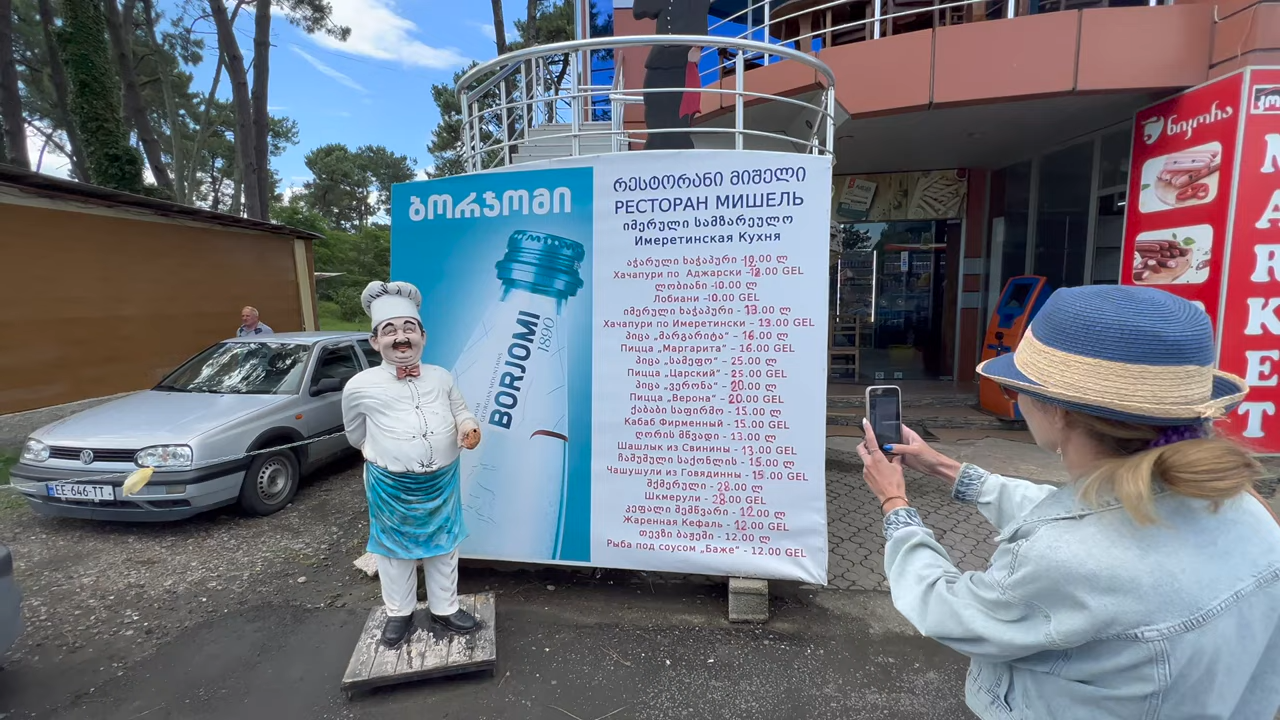 ბორჯომი
BORJOMI
1890
რესტორანი მიშელი
РЕСТОРАН МИШЕЛЬ
იმერული სამზარეულო
Имеретинская Кухня
აჭარული ხაჭაპური -12.00 ლ
Хачапури по Аджарски -12.00 GEL
ლობიანი -10.00 ლ
Лобиани -10.00 GEL
იმერული ხაჭაპური - 13.00 ლ
Хачапури по Имеретински - 13.00 GEL
პიცა „მარგარიტა" - 16.00 ლ
Пицца „Маргарита" - 16.00 GEL
პიცა „სამეფო" - 25.00 ლ
Пицца „Царский" - 25.00 GEL
პიცა „ვერონა" - 20.00 ლ
Пицца „Верона" - 20.00 GEL
ქაბაბი საფირმო - 15.00 ლ
Кабаб Фирменный - 15.00 GEL
ღორის მწვადი - 13.00 ლ
Шашлык из Свинины - 13.00 GEL
ჩაშუშული საქონლის - 15.00 ლ
Чашушули из Говядины - 15.00 GEL
შქმერული - 28.00 ლ
Шкмерули - 28.00 GEL
კეფალი შემწვარი - 12.00 ლ
Жаренная Кефаль - 12.00 GEL
თევზი ბაჟეში - 12.00 ლ
Рыба под соусом „Баже" - 12.00 GEL
EE-646-TT
ნიკორა
MARKET